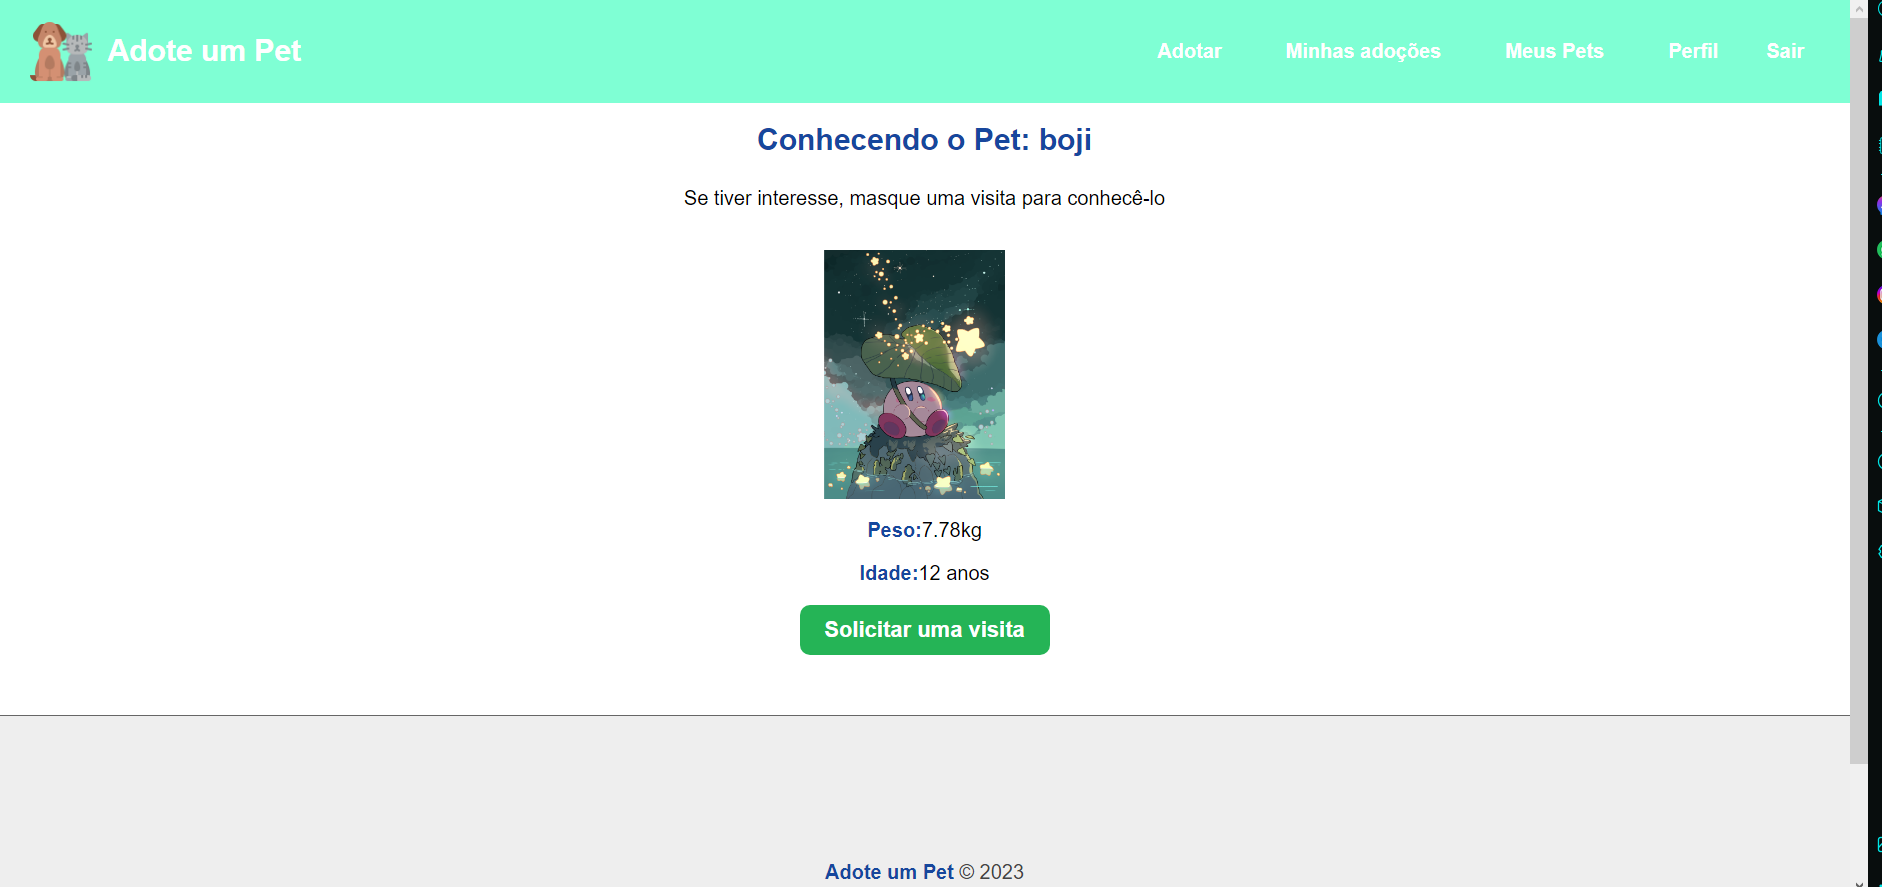 Adote um Pet
Adotar Minhas adoções Meus Pets Perfil Sair
Conhecendo o Pet: boji
Se tiver interesse, masque uma visita para conhecê-lo
Peso:7.78kg
Idade:12 anos
Solicitar uma visita
Adote um Pet © 2023